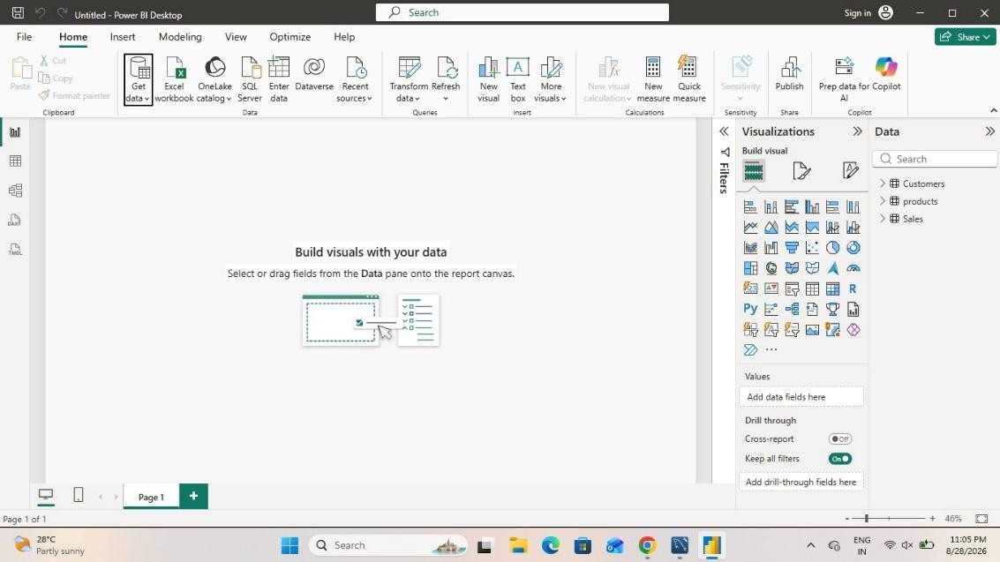 Untitled - Power BI Desktop
Search
Sign in
File Home Insert Modeling View Optimize Help
Share
Paste
Cut
Copy
Format painter
Clipboard
Get data
Excel workbook
OneLake catalog
SQL Server
Enter data
Dataverse
Recent sources
Data
Transform data
Refresh
Queries
New visual
Text box
More visuals
Insert
New visual calculation
New measure
Quick measure
Calculations
Sensitivity
Sensitivity
Publish
Share
Prep data for AI
Copilot
Copilot
Filters
Visualizations
Build visual
Data
Search
Customers
products
Sales
Build visuals with your data
Select or drag fields from the Data pane onto the report canvas.
Values
Add data fields here
Drill through
Cross-report
Off
Keep all filters
On
Add drill-through fields here
Page 1
Page 1 of 1
46%
28°C
Partly sunny
Search
ENG
IN
11:05 PM
8/28/2026